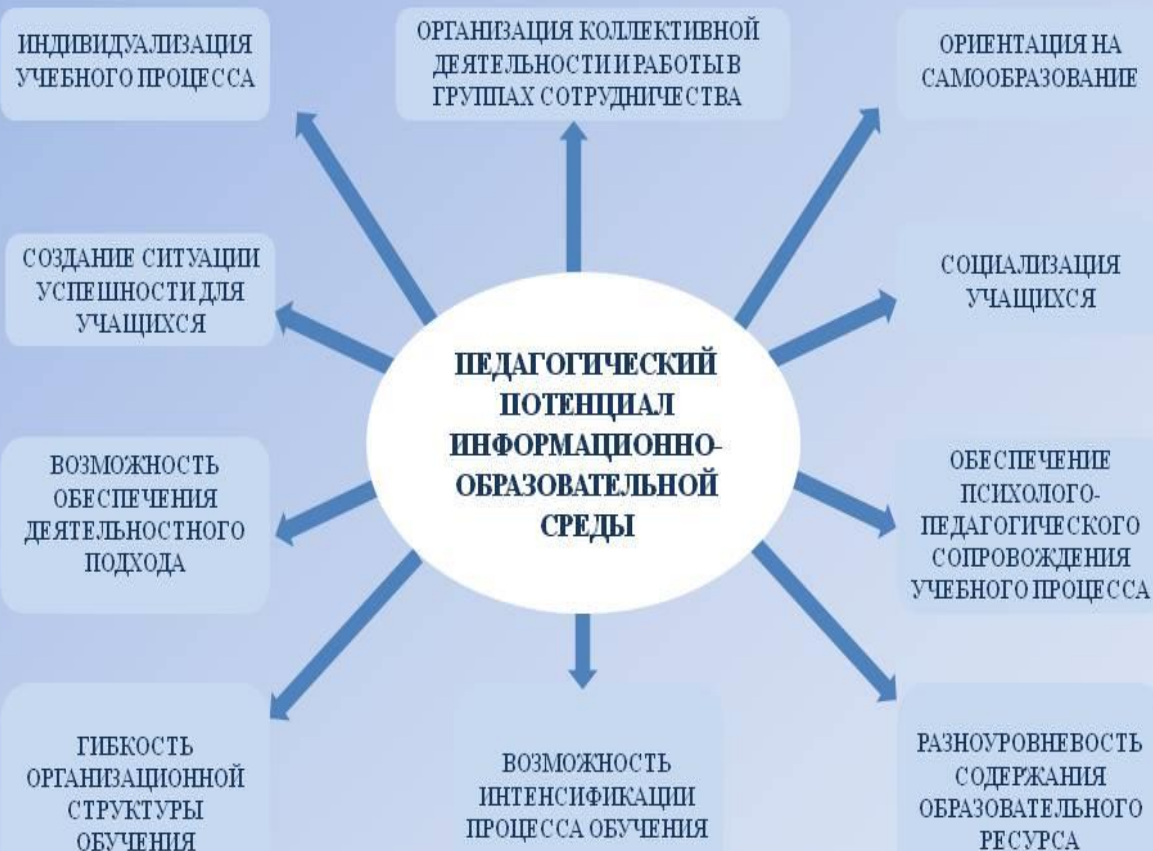 ИНДИВИДУАЛИЗАЦИЯ
УЧЕБНОГО ПРОЦЕССА
ОРГАНИЗАЦИЯ КОЛЛЕКТИВНОЙ
ДЕЯТЕЛЬНОСТИ И РАБОТЫ В
ГРУППАХ СОТРУДНИЧЕСТВА
ОРИЕНТАЦИЯ НА
САМООБРАЗОВАНИЕ
СОЗДАНИЕ СИТУАЦИИ
УСПЕШНОСТИ ДЛЯ
УЧАЩИХСЯ
СОЦИАЛИЗАЦИЯ
УЧАЩИХСЯ
ПЕДАГОГИЧЕСКИЙ
ПОТЕНЦИАЛ
ИНФОРМАЦИОННО-
ОБРАЗОВАТЕЛЬНОЙ
СРЕДЫ
ВОЗМОЖНОСТЬ
ОБЕСПЕЧЕНИЯ
ДЕЯТЕЛЬНОСТНОГО
ПОДХОДА
ОБЕСПЕЧЕНИЕ
ПСИХОЛОГО-
ПЕДАГОГИЧЕСКОГО
СОПРОВОЖДЕНИЯ
УЧЕБНОГО ПРОЦЕССА
ГИБКОСТЬ
ОРГАНИЗАЦИОННОЙ
СТРУКТУРЫ
ОБУЧЕНИЯ
ВОЗМОЖНОСТЬ
ИНТЕНСИФИКАЦИИ
ПРОЦЕССА ОБУЧЕНИЯ
РАЗНОУРОВНЕВОСТЬ
СОДЕРЖАНИЯ
ОБРАЗОВАТЕЛЬНОГО
РЕСУРСА